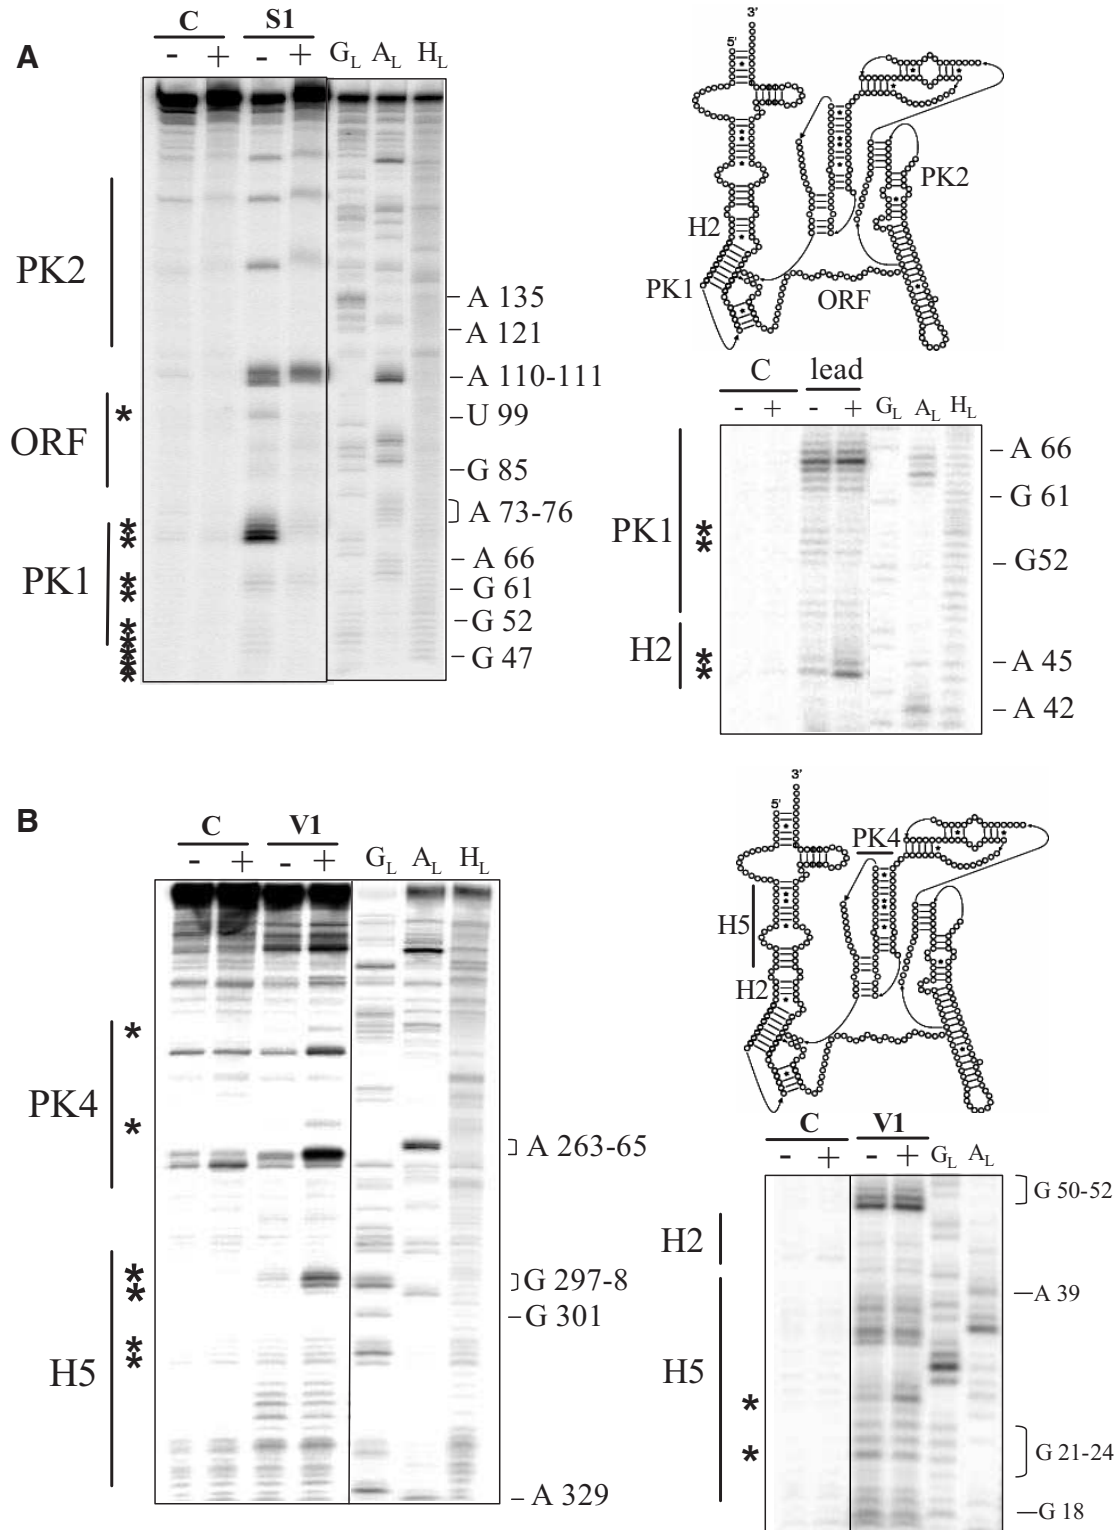 A
C S1
- + - + GL AL HL
PK2
ORF
*
PK1
*
*
*
*
*
*
*
*
*
A 135
A 121
A 110-111
U 99
G 85
A 73-76
A 66
G 61
G 52
G 47
3'
5'
PK2
H2
PK1
ORF
C lead
- + - + GL AL HL
PK1
*
*
H2
*
*
A 66
G 61
G52
A 45
A 42
B
C V1
- + - + GL AL HL
*
PK4
*
*
*
*
*
H5
A 263-65
G 297-8
G 301
A 329
3'
5'
PK4
H5
H2
C V1
- + - + GL AL
H2
H5
*
*
G 50-52
A 39
G 21-24
G 18